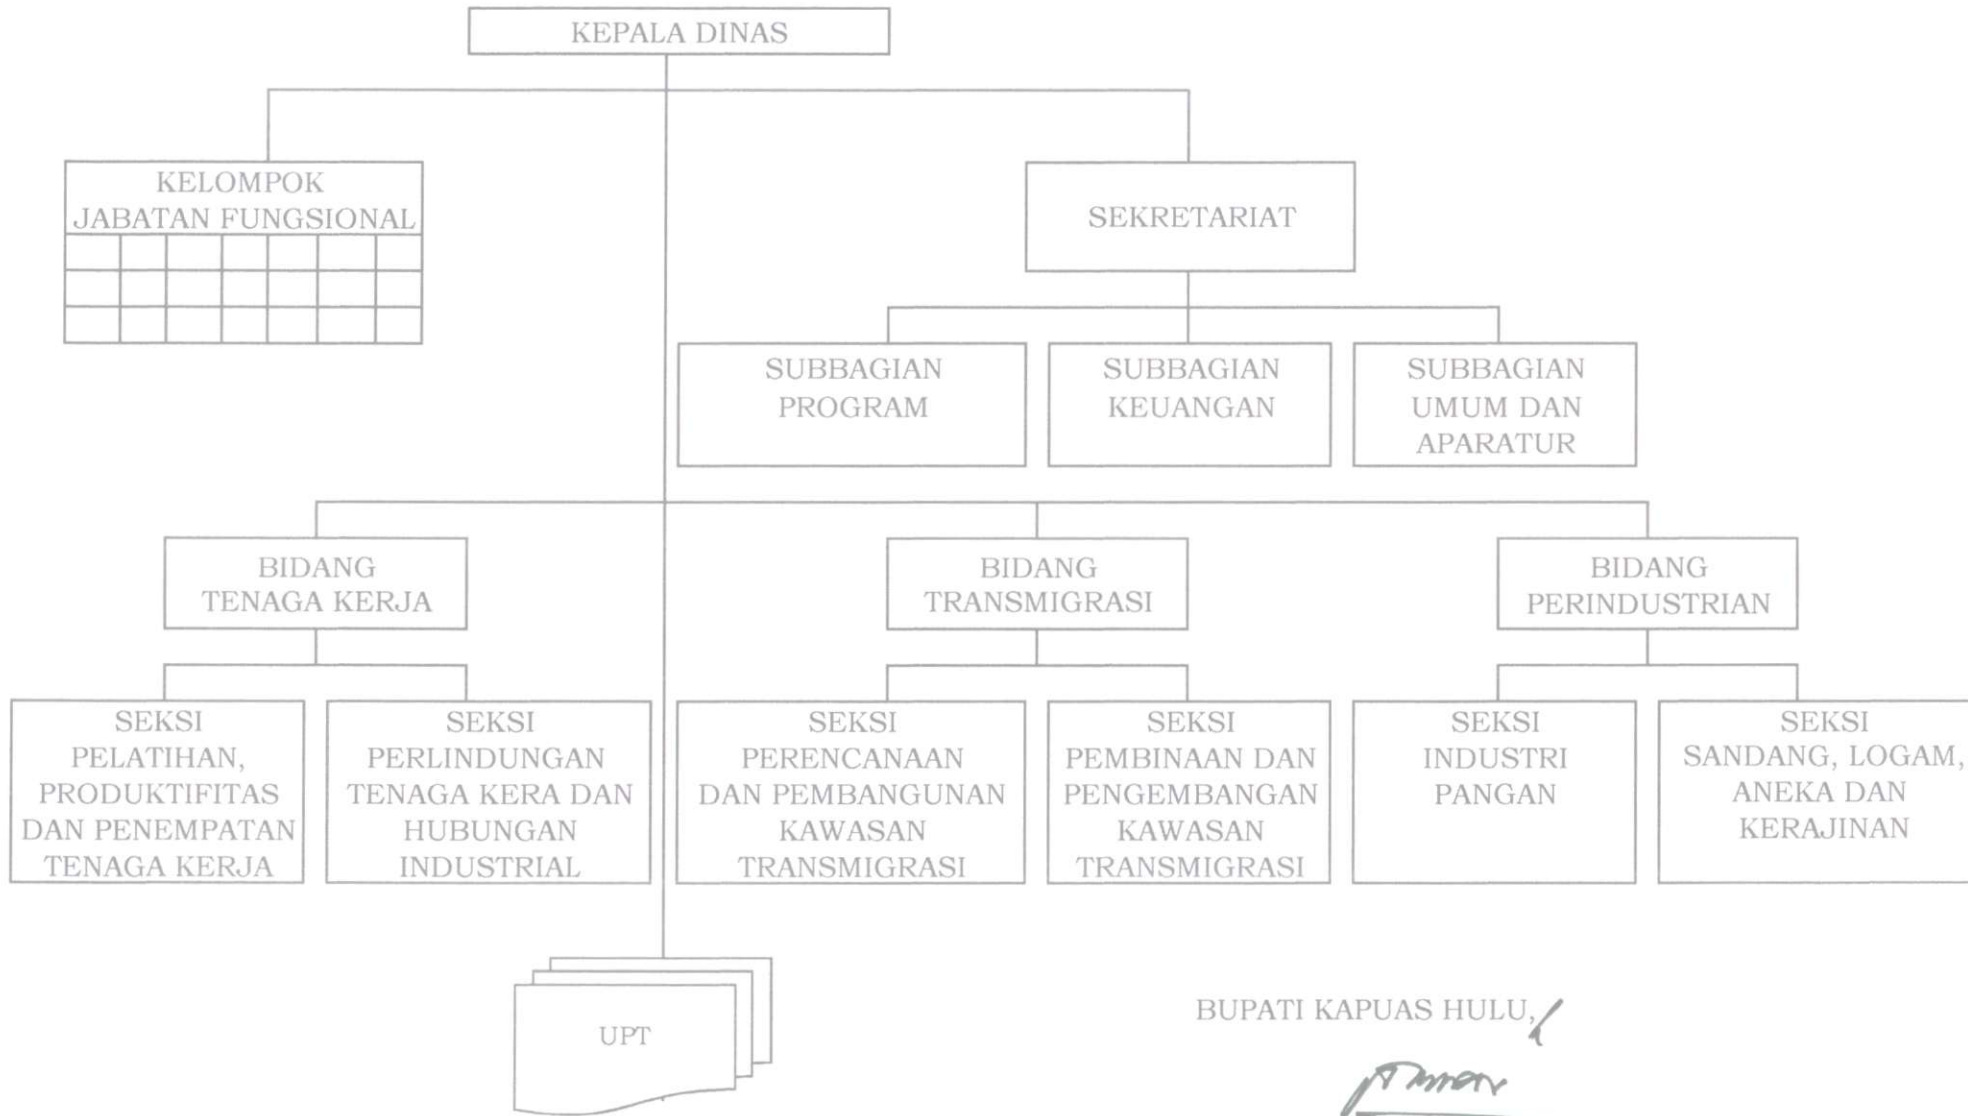 KEPALA DINAS
KELOMPOK
JABATAN FUNGSIONAL
SEKRETARIAT
SUBBAGIAN
PROGRAM
SUBBAGIAN
KEUANGAN
SUBBAGIAN
UMUM DAN
APARATUR
BIDANG
TENAGA KERJA
BIDANG
TRANSMIGRASI
BIDANG
PERINDUSTRIAN
SEKSI
PELATIHAN,
PRODUKTIFITAS
DAN PENEMPATAN
TENAGA KERJA
SEKSI
PERLINDUNGAN
TENAGA KERA DAN
HUBUNGAN
INDUSTRIAL
SEKSI
PERENCANAAN
DAN PEMBANGUNAN
KAWASAN
TRANSMIGRASI
SEKSI
PEMBINAAN DAN
PENGEMBANGAN
KAWASAN
TRANSMIGRASI
SEKSI
INDUSTRI
PANGAN
SEKSI
SANDANG, LOGAM,
ANEKA DAN
KERAJINAN
UPT
BUPATI KAPUAS HULU,